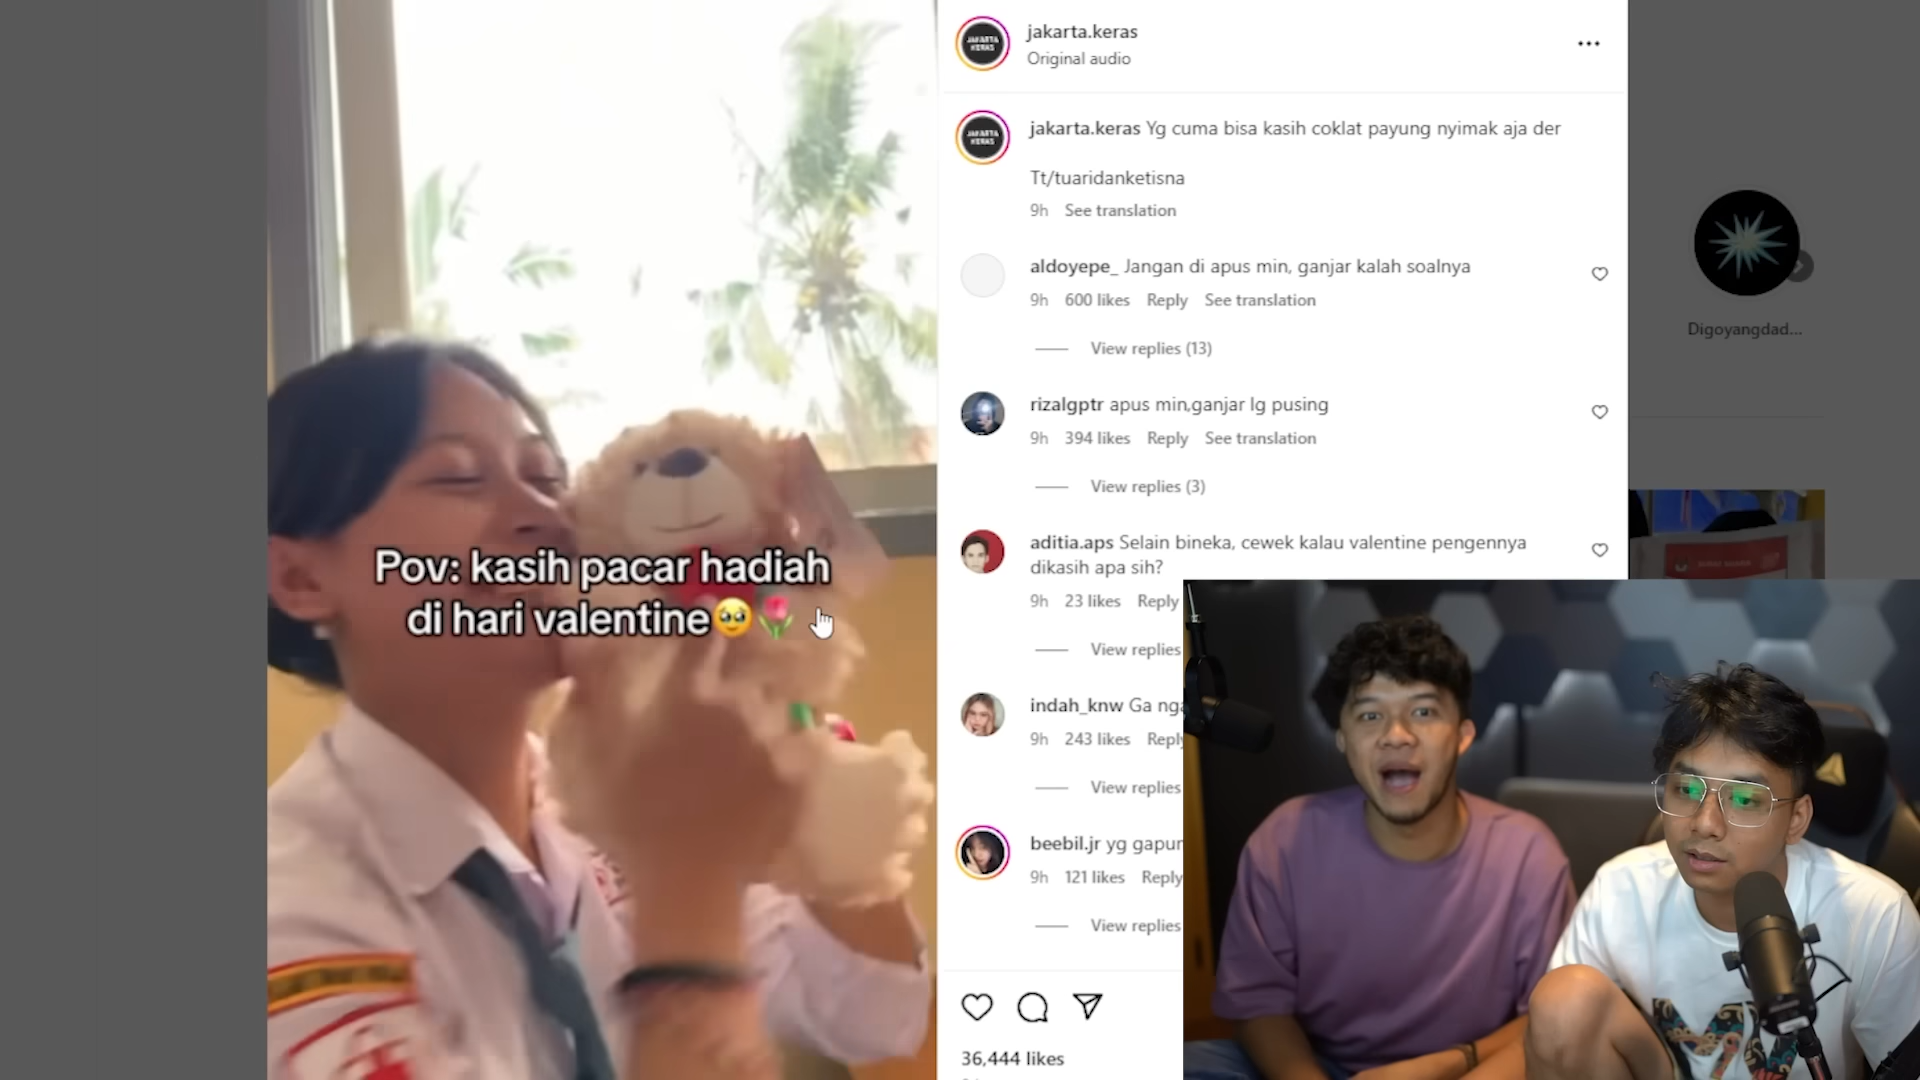 Pov: kasih pacar hadiah
di hari valentine🥹🌷
jakarta.keras
Original audio
JAKARTA
KERAS
jakarta.keras Yg cuma bisa kasih coklat payung nyimak aja der
JAKARTA
KERAS
Tt/tuaridanketisna
9h See translation
aldoyepe_ Jangan di apus min, ganjar kalah soalnya
9h 600 likes Reply See translation
View replies (13)
rizalgptr apus min,ganjar lg pusing
9h 394 likes Reply See translation
View replies (3)
aditia.aps Selain bineka, cewek kalau valentine pengennya
dikasih apa sih?
9h 23 likes Reply
View replies
indah_knw Ga nga
9h 243 likes Reply
View replies
beebil.jr yg gapun
9h 121 likes Reply
View replies
36,444 likes
Digoyangdad...